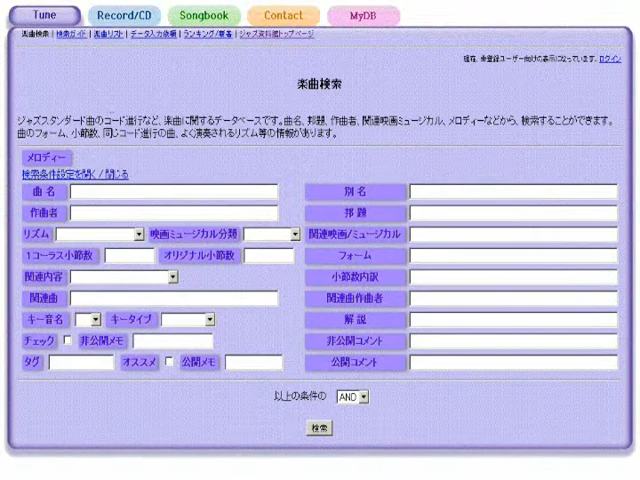 Tune Record/CD Songbook Contact MyDB
楽曲検索 | 検索ガイド | 楽曲リスト | データ入力依頼 | ランキング/新着 | ジャズ資料館トップページ
現在、未登録ユーザー向けの表示になっています。ログイン
楽曲検索
ジャズスタンダード曲のコード進行など、楽曲に関するデータベースです。曲名、邦題、作曲者、関連映画ミュージカル、メロディーなどから、検索することができます。
曲のフォーム、小節数、同じコード進行の曲、よく演奏されるリズム等の情報があります。
メロディー
検索条件設定を開く / 閉じる
曲 名 別 名
作曲者 邦 題
リズム 映画ミュージカル分類 関連映画/ミュージカル
1コーラス小節数 オリジナル小節数 フォーム
関連内容 小節数内訳
関連曲 関連曲作曲者
キー音名 キータイプ 解 説
チェック 非公開メモ 非公開コメント
タグ オススメ 公開メモ 公開コメント
以上の条件の AND
検索